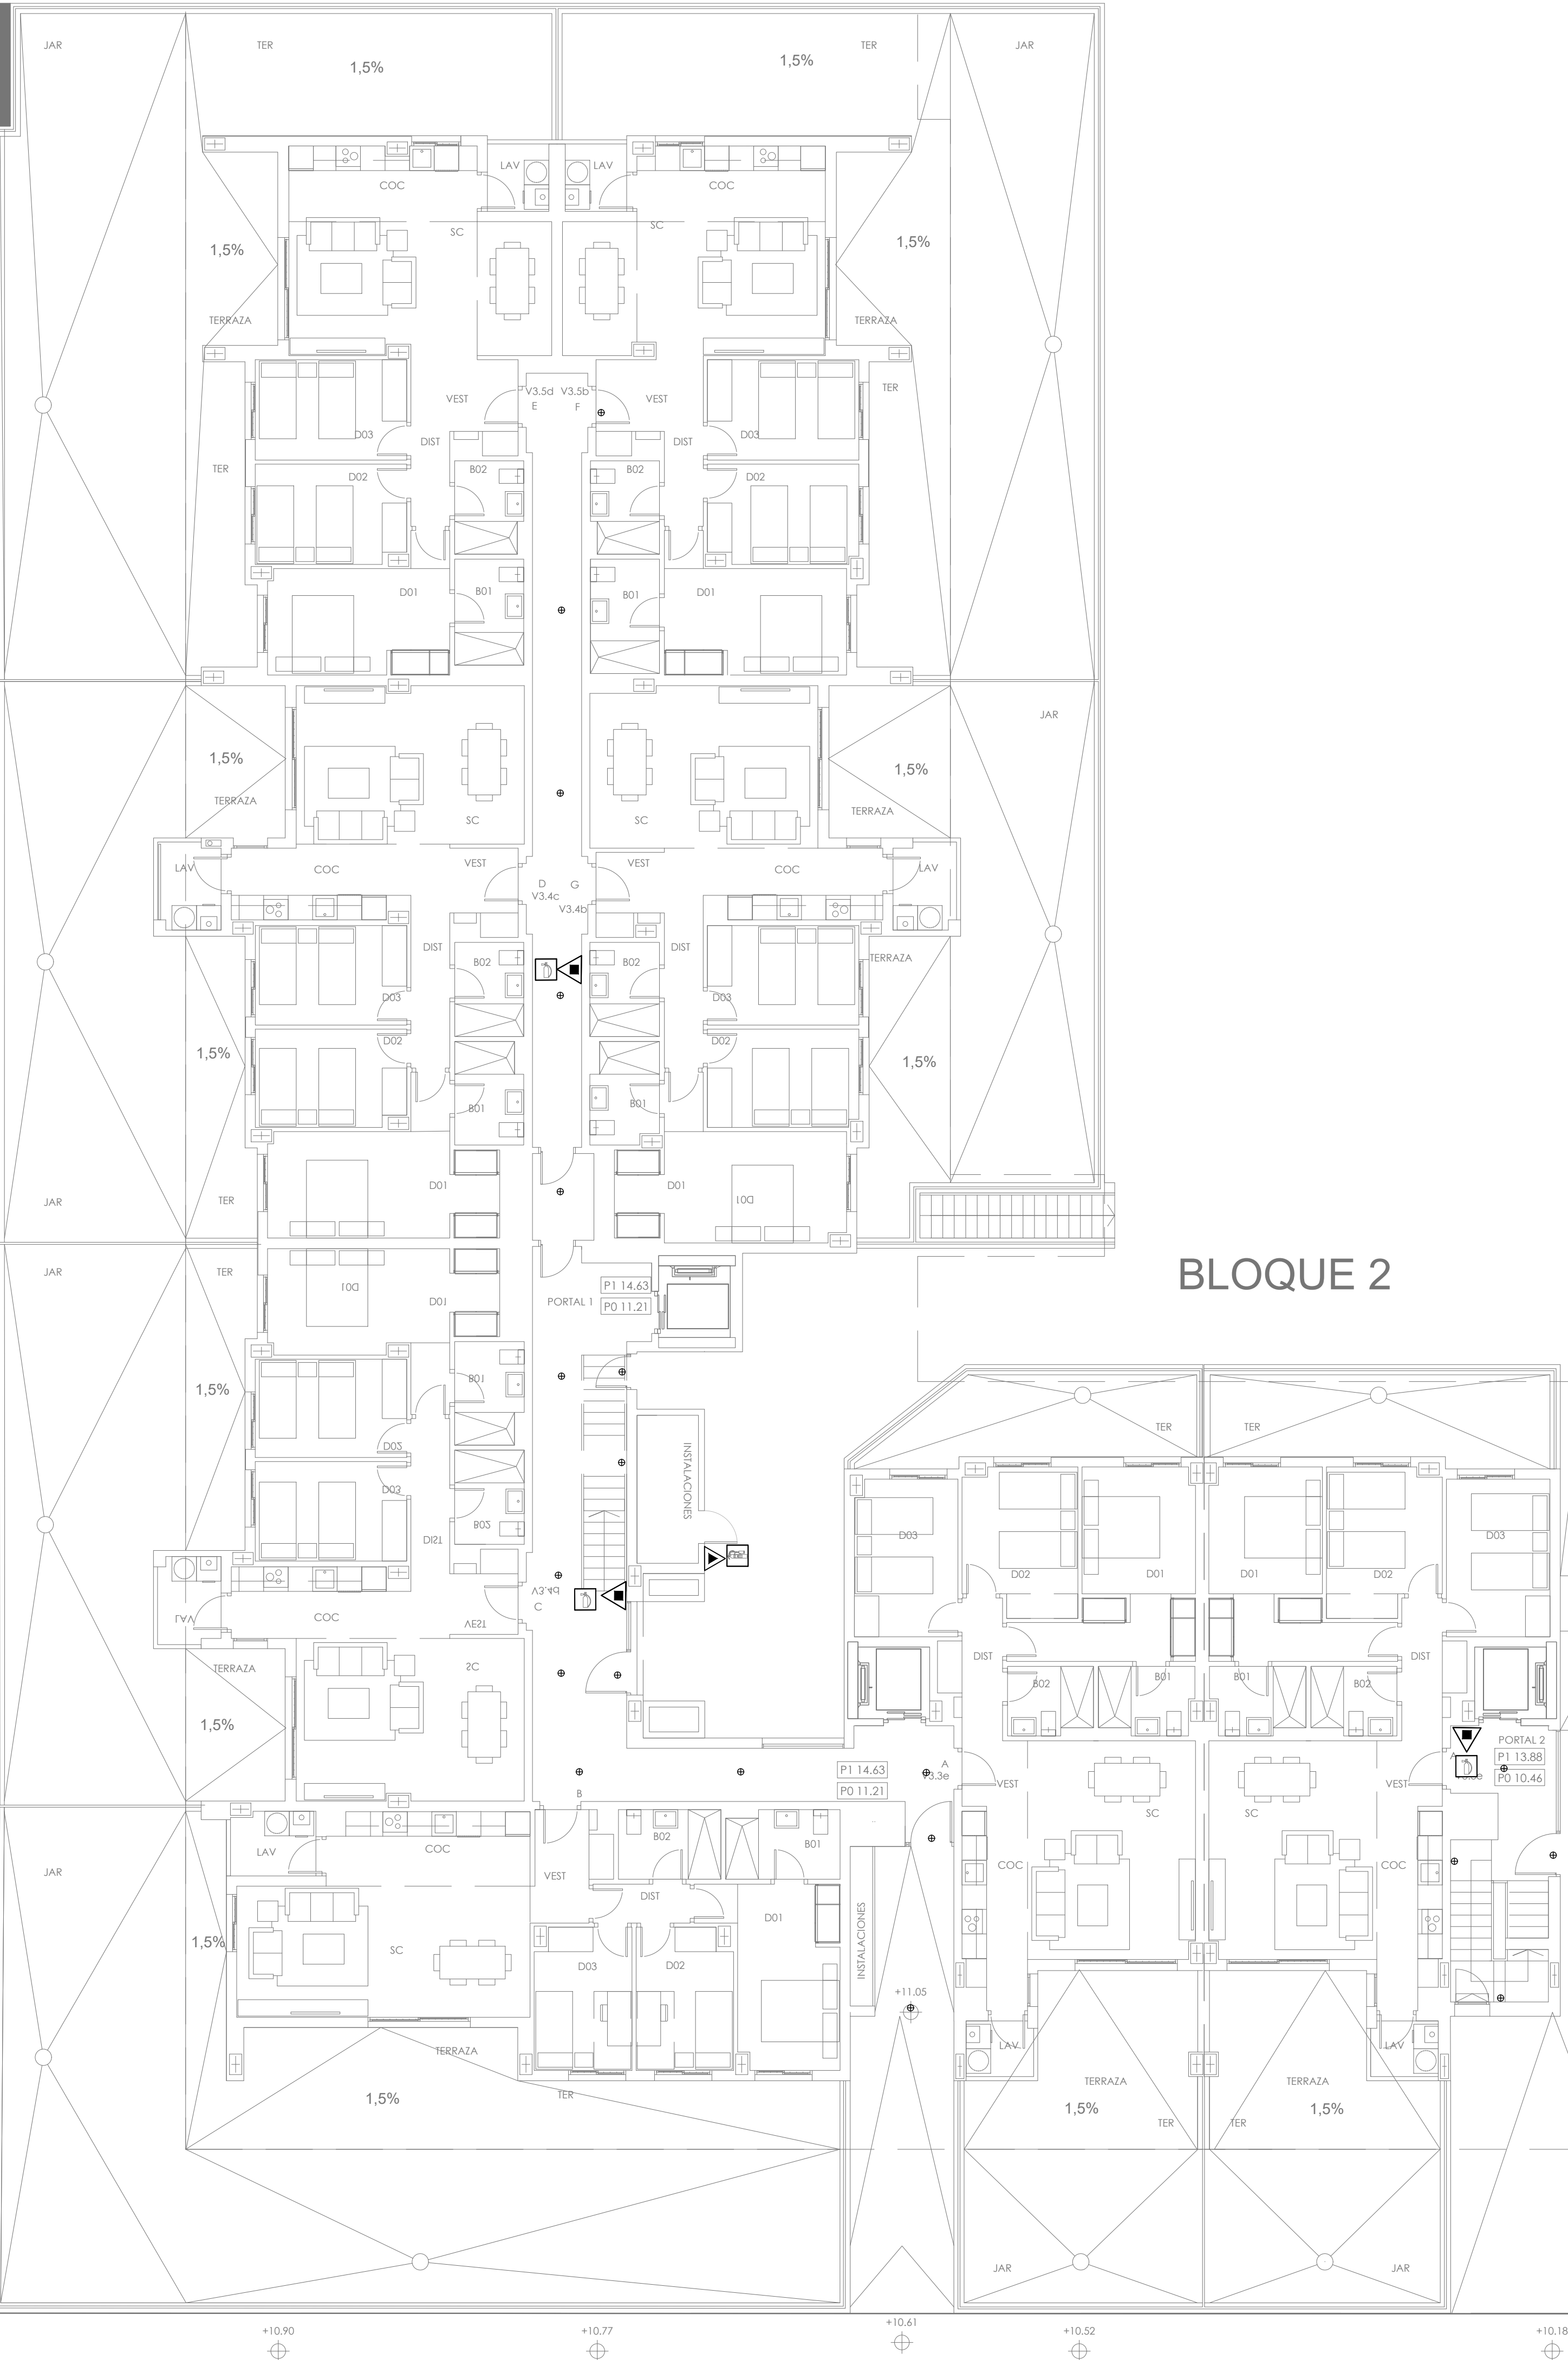 JAR
TER
1,5%
1,5%
TER
JAR
LAV
LAV
COC
COC
SC
SC
1,5%
1,5%
TERRAZA
TERRAZA
V3.5d
V3.5b
E
F
VEST
VEST
TER
D03
DIST
DIST
D03
TER
D02
B02
B02
D02
D01
B01
B01
D01
JAR
1,5%
1,5%
TERRAZA
TERRAZA
SC
SC
LAV
COC
VEST
VEST
COC
LAV
D
G
V3.4c
V3.4b
DIST
DIST
B02
B02
TERRAZA
D03
D03
1,5%
D02
D02
1,5%
B01
B01
D01
D01
D01
JAR
TER
JAR
TER
D01
D01
PORTAL 1
P1 14.63
P0 11.21
BLOQUE 2
1,5%
B01
D02
D03
B02
DIST
INSTALACIONES
TER
TER
D03
D02
D01
D01
D02
D03
V3.4d
C
LAV
COC
VEST
SC
TERRAZA
1,5%
DIST
DIST
B02
B01
B01
B02
PORTAL 2
P1 13.88
P0 10.46
A
P1 14.63
P0 11.21
A
V3.3e
VEST
VEST
B
SC
SC
LAV
COC
B02
B01
VEST
DIST
COC
COC
JAR
D01
1,5%
SC
INSTALACIONES
D03
D02
+11.05
TERRAZA
LAV
LAV
1,5%
TER
TERRAZA
TERRAZA
1,5%
1,5%
TER
TER
JAR
JAR
+10.90
+10.77
+10.61
+10.52
+10.18